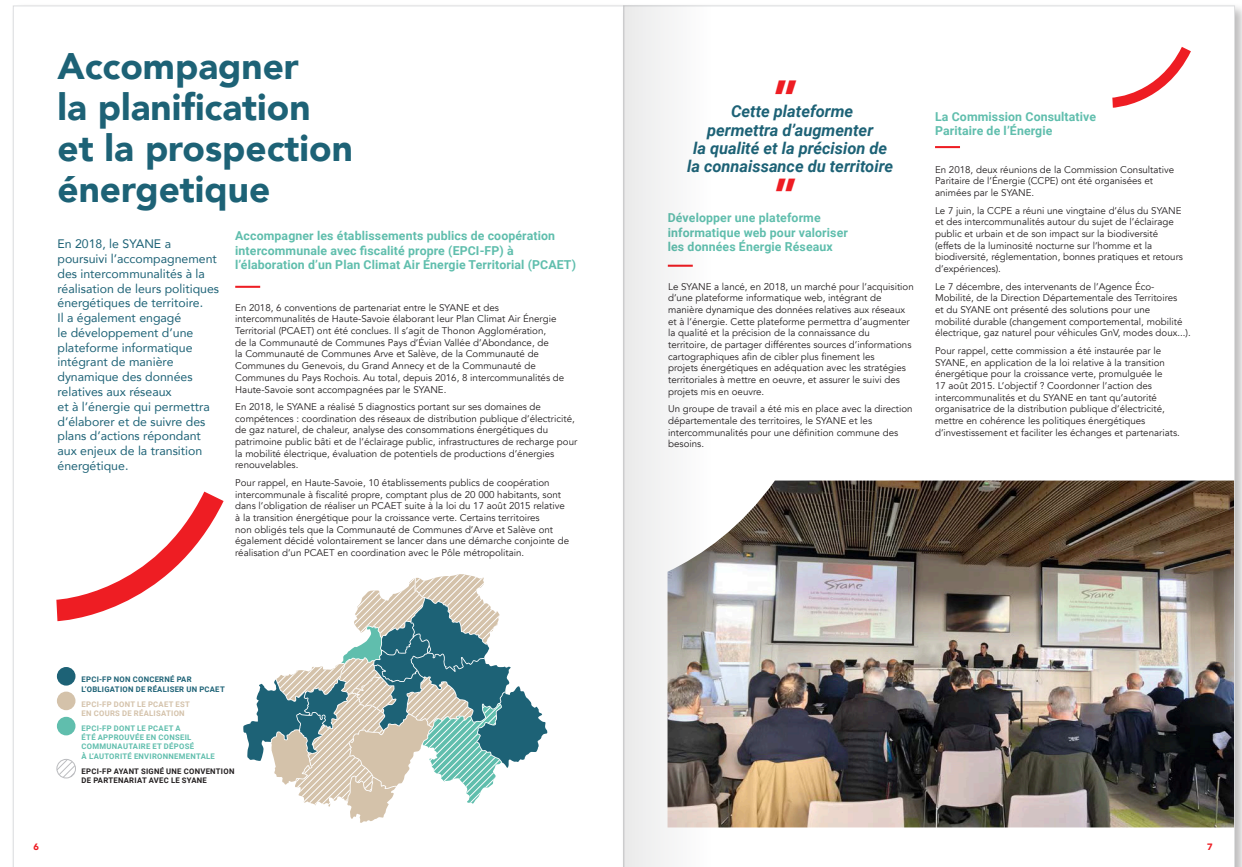 Accompagner
la planification
et la prospection
énergetique
En 2018, le SYANE a
poursuivi l'accompagnement
des intercommunalités à la
réalisation de leurs politiques
énergétiques de territoire.
Il a également engagé
le développement d'une
plateforme informatique
intégrant de manière
dynamique des données
relatives aux réseaux
et à l'énergie qui permettra
d'élaborer et de suivre des
plans d'actions répondant
aux enjeux de la transition
énergétique.
Accompagner les établissements publics de coopération
intercommunale avec fiscalité propre (EPCI-FP) à
l'élaboration d'un Plan Climat Air Énergie Territorial (PCAET)
En 2018, 6 conventions de partenariat entre le SYANE et des
intercommunalités de Haute-Savoie élaborant leur Plan Climat Air Énergie
Territorial (PCAET) ont été conclues. Il s'agit de Thonon Agglomération,
de la Communauté de Communes Pays d'Évian Vallée d'Abondance, de
la Communauté de Communes Arve et Salève, de la Communauté de
Communes du Genevois, du Grand Annecy et de la Communauté de
Communes du Pays Rochois. Au total, depuis 2016, 8 intercommunalités de
Haute-Savoie sont accompagnées par le SYANE.
En 2018, le SYANE a réalisé 5 diagnostics portant sur ses domaines de
compétences : coordination des réseaux de distribution publique d'électricité,
de gaz naturel, de chaleur, analyse des consommations énergétiques du
patrimoine public bâti et de l'éclairage public, infrastructures de recharge pour
la mobilité électrique, évaluation de potentiels de productions d'énergies
renouvelables.
Pour rappel, en Haute-Savoie, 10 établissements publics de coopération
intercommunale à fiscalité propre, comptant plus de 20 000 habitants, sont
dans l'obligation de réaliser un PCAET suite à la loi du 17 août 2015 relative
à la transition énergétique pour la croissance verte. Certains territoires
non obligés tels que la Communauté de Communes d'Arve et Salève ont
également décidé volontairement se lancer dans une démarche conjointe de
réalisation d'un PCAET en coordination avec le Pôle métropolitain.
EPCI-FP NON CONCERNÉ PAR
L'OBLIGATION DE RÉALISER UN PCAET
EPCI-FP DONT LE PCAET EST
EN COURS DE RÉALISATION
EPCI-FP DONT LE PCAET A
ÉTÉ APPROUVÉE EN CONSEIL
COMMUNAUTAIRE ET DÉPOSÉ
À L'AUTORITÉ ENVIRONNEMENTALE
EPCI-FP AYANT SIGNÉ UNE CONVENTION
DE PARTENARIAT AVEC LE SYANE
6
"
Cette plateforme
permettra d'augmenter
la qualité et la précision de
la connaissance du territoire
"
Développer une plateforme
informatique web pour valoriser
les données Énergie Réseaux
Le SYANE a lancé, en 2018, un marché pour l'acquisition
d'une plateforme informatique web, intégrant de
manière dynamique des données relatives aux réseaux
et à l'énergie. Cette plateforme permettra d'augmenter
la qualité et la précision de la connaissance du
territoire, de partager différentes sources d'informations
cartographiques afin de cibler plus finement les
projets énergétiques en adéquation avec les stratégies
territoriales à mettre en oeuvre, et assurer le suivi des
projets mis en oeuvre.
Un groupe de travail a été mis en place avec la direction
départementale des territoires, le SYANE et les
intercommunalités pour une définition commune des
besoins.
La Commission Consultative
Paritaire de l'Énergie
En 2018, deux réunions de la Commission Consultative
Paritaire de l'Énergie (CCPE) ont été organisées et
animées par le SYANE.
Le 7 juin, la CCPE a réuni une vingtaine d'élus du SYANE
et des intercommunalités autour du sujet de l'éclairage
public et urbain et de son impact sur la biodiversité
(effets de la luminosité nocturne sur l'homme et la
biodiversité, réglementation, bonnes pratiques et retours
d'expériences).
Le 7 décembre, des intervenants de l'Agence Éco-
Mobilité, de la Direction Départementale des Territoires
et du SYANE ont présenté des solutions pour une
mobilité durable (changement comportemental, mobilité
électrique, gaz naturel pour véhicules GnV, modes doux...).
Pour rappel, cette commission a été instaurée par le
SYANE, en application de la loi relative à la transition
énergétique pour la croissance verte, promulguée le
17 août 2015. L'objectif ? Coordonner l'action des
intercommunalités et du SYANE en tant qu'autorité
organisatrice de la distribution publique d'électricité,
mettre en cohérence les politiques énergétiques
d'investissement et faciliter les échanges et partenariats.
Syane
Syane
7